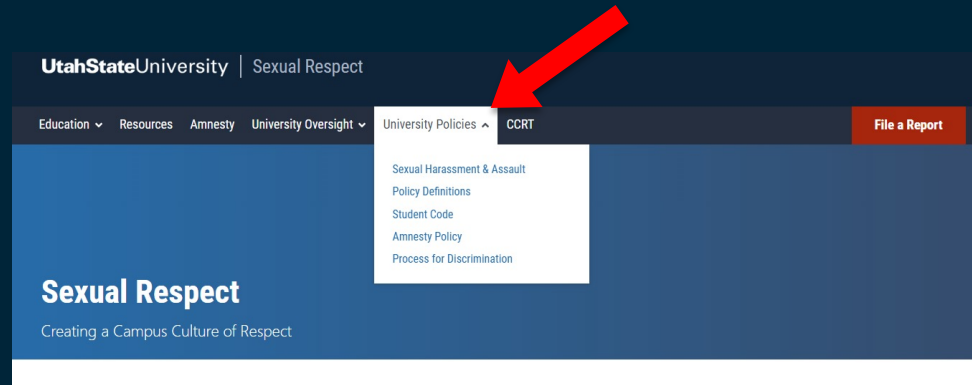 UtahStateUniversity | Sexual Respect
Education Resources Amnesty University Oversight University Policies CCRT File a Report
Sexual Harassment & Assault
Policy Definitions
Student Code
Amnesty Policy
Process for Discrimination
Sexual Respect
Creating a Campus Culture of Respect